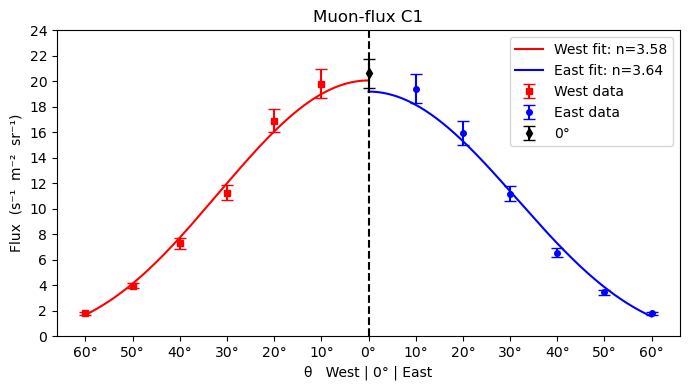 Muon-flux C1
Flux (s⁻¹ m⁻² sr⁻¹)
24
22
20
18
16
14
12
10
8
6
4
2
0
West fit: n=3.58
East fit: n=3.64
West data
East data
0°
60° 50° 40° 30° 20° 10° 0° 10° 20° 30° 40° 50° 60°
θ West | 0° | East